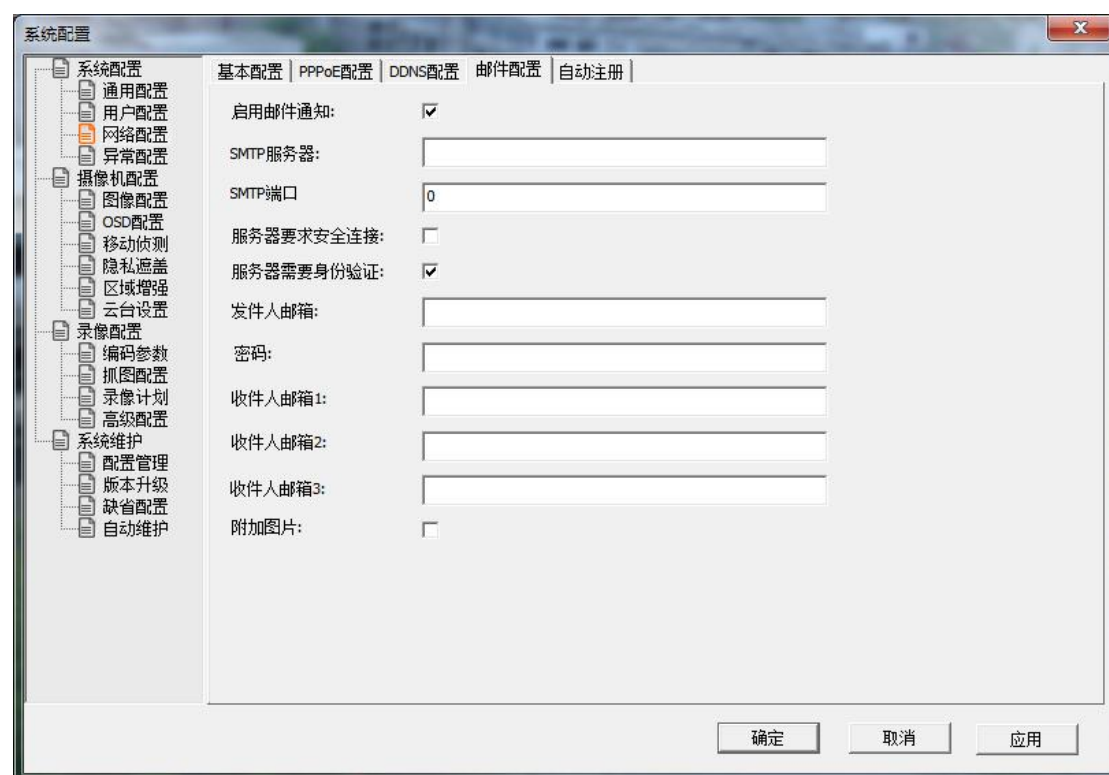 系统配置
系统配置
通用配置
用户配置
网络配置
异常配置
摄像机配置
图像配置
OSD配置
移动侦测
隐私遮盖
区域增强
云台设置
录像配置
编码参数
抓图配置
录像计划
高级配置
系统维护
配置管理
版本升级
缺省配置
自动维护
基本配置 PPPoE配置 DDNS配置 邮件配置 自动注册
启用邮件通知:
SMTP服务器:
SMTP端口 0
服务器要求安全连接:
服务器需要身份验证:
发件人邮箱:
密码:
收件人邮箱1:
收件人邮箱2:
收件人邮箱3:
附加图片:
确定 取消 应用